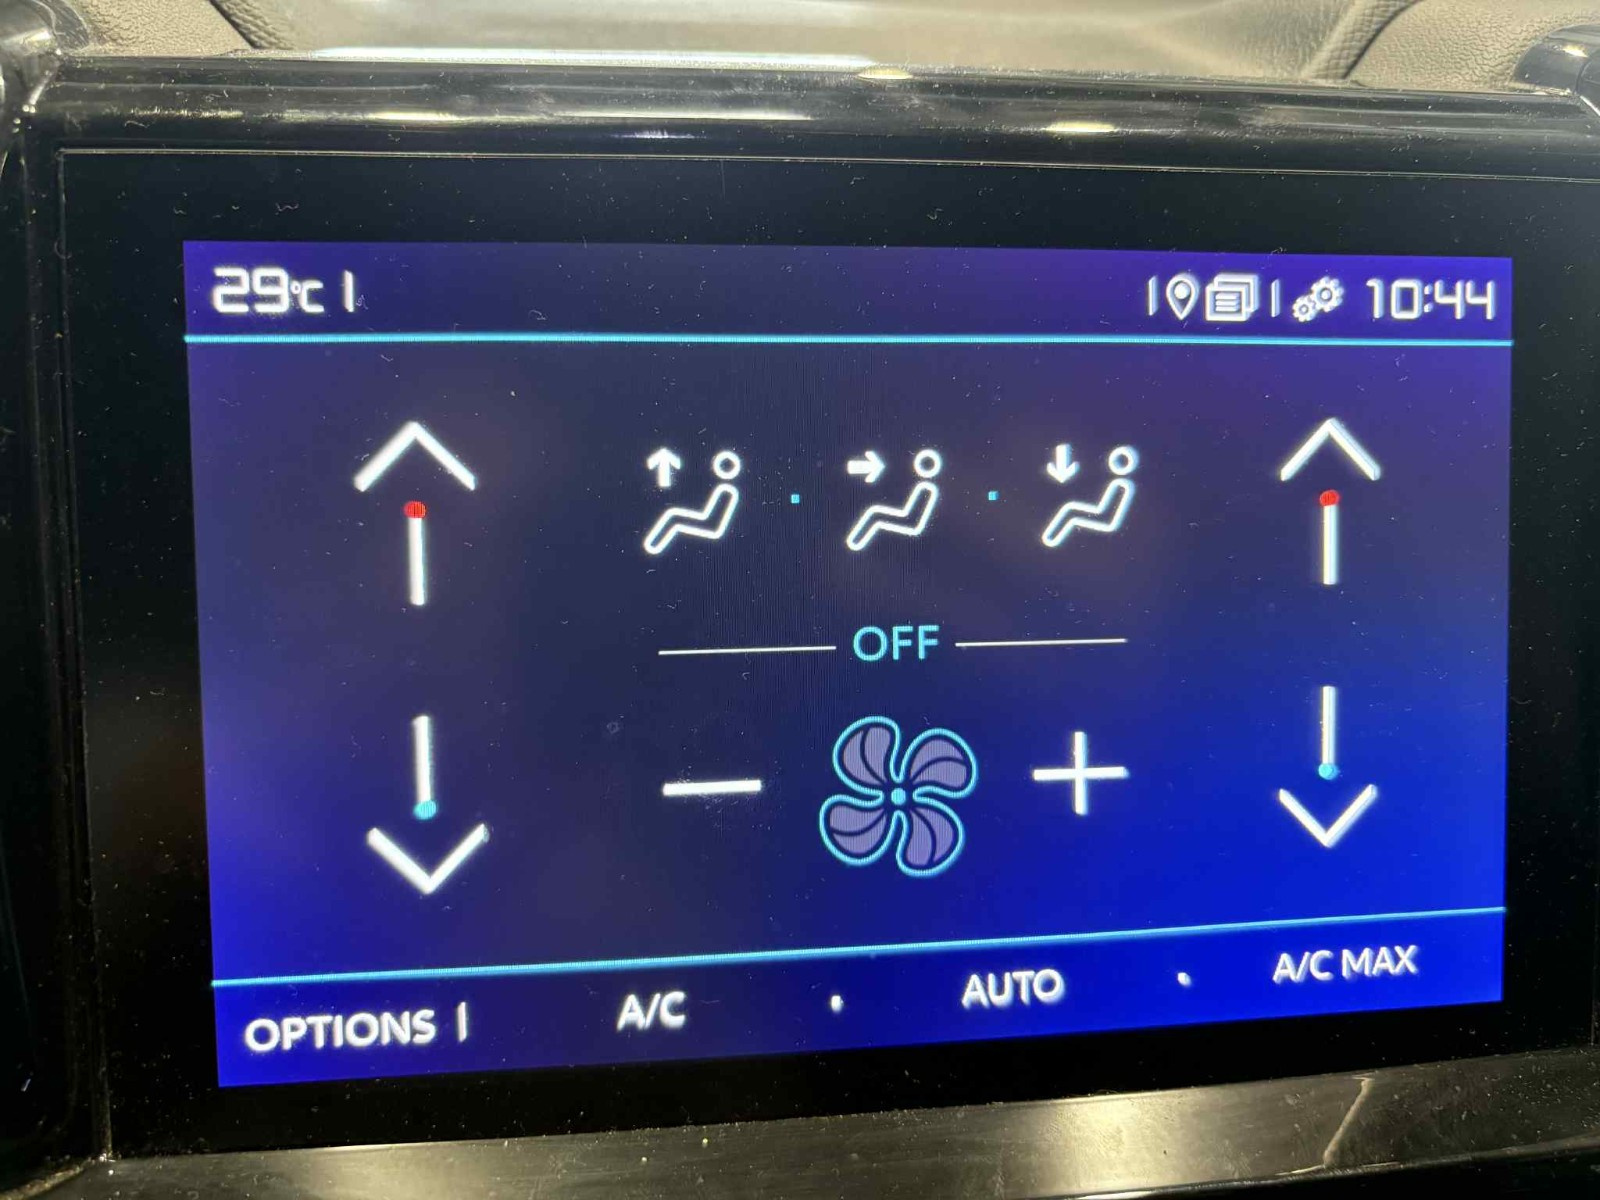 29°C
10:44
OFF
OPTIONS A/C AUTO A/C MAX